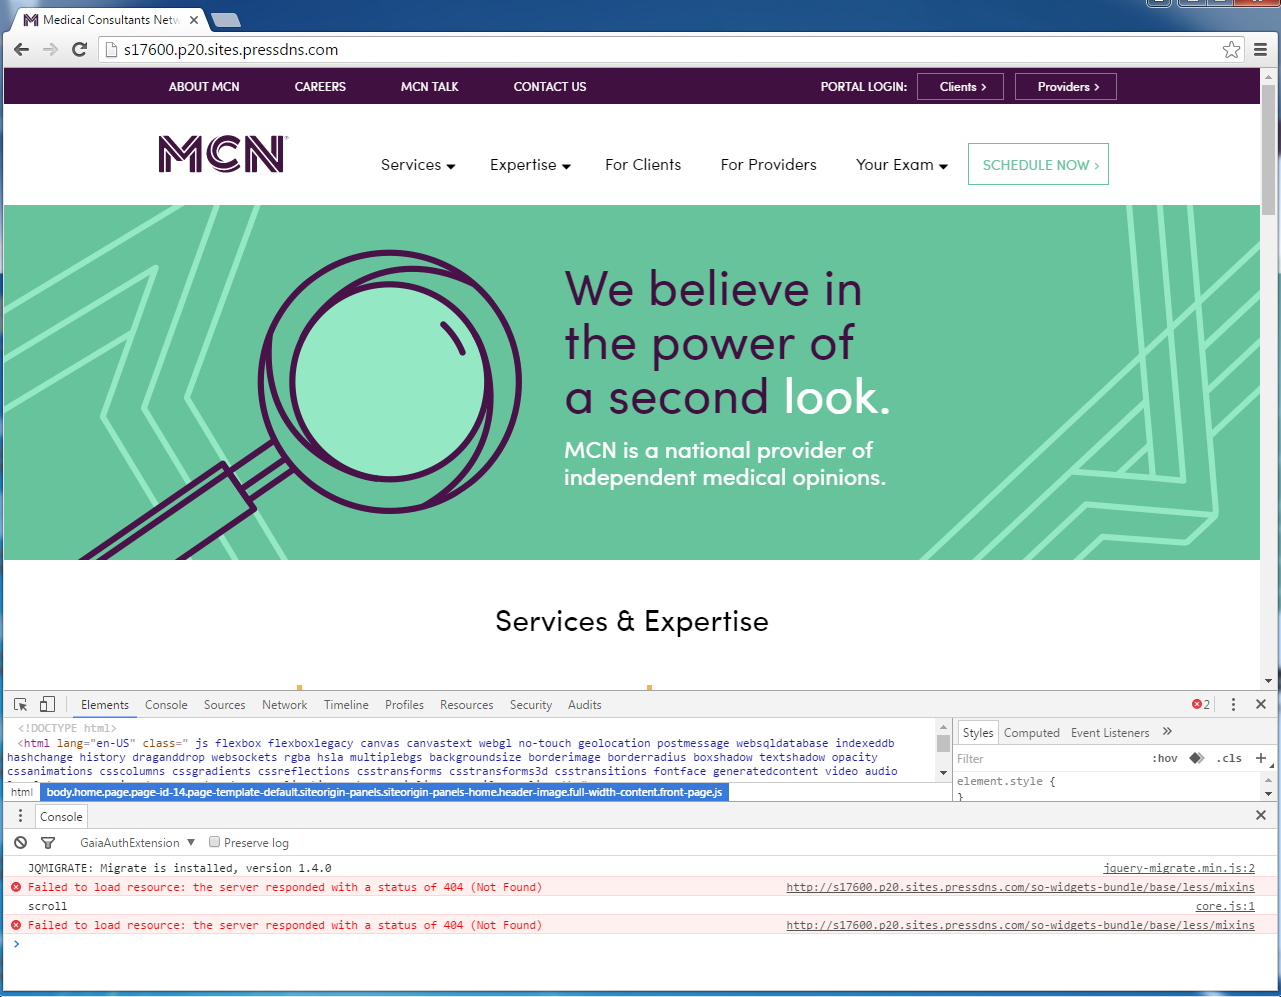 Medical Consultants Netw
s17600.p20.sites.pressdns.com
ABOUT MCN CAREERS MCN TALK CONTACT US PORTAL LOGIN: Clients > Providers >
MCN
Services Expertise For Clients For Providers Your Exam SCHEDULE NOW >
We believe in
the power of
a second look.
MCN is a national provider of
independent medical opinions.
Services & Expertise
Elements Console Sources Network Timeline Profiles Resources Security Audits 2
<!DOCTYPE html>
<html lang="en-US" class=" js flexbox flexboxlegacy canvas canvastext webgl no-touch geolocation postmessage websqldatabase indexeddb
hashchange history draganddrop websockets rgba hsla multiplebgs backgroundsize borderimage borderradius boxshadow textshadow opacity
cssanimations csscolumns cssgradients cssreflections csstransforms csstransforms3d csstransitions fontface generatedcontent video audio
Styles Computed Event Listeners »
Filter :hov .cls +
element.style {
}
html body.home.page.page-id-14.page-template-default.siteorigin-panels.siteorigin-panels-home.header-image.full-width-content.front-page.js
Console
GaiaAuthExtension Preserve log
JQMIGRATE: Migrate is installed, version 1.4.0 jquery-migrate.min.js:2
Failed to load resource: the server responded with a status of 404 (Not Found) http://s17600.p20.sites.pressdns.com/so-widgets-bundle/base/less/mixins
scroll core.js:1
Failed to load resource: the server responded with a status of 404 (Not Found) http://s17600.p20.sites.pressdns.com/so-widgets-bundle/base/less/mixins
>